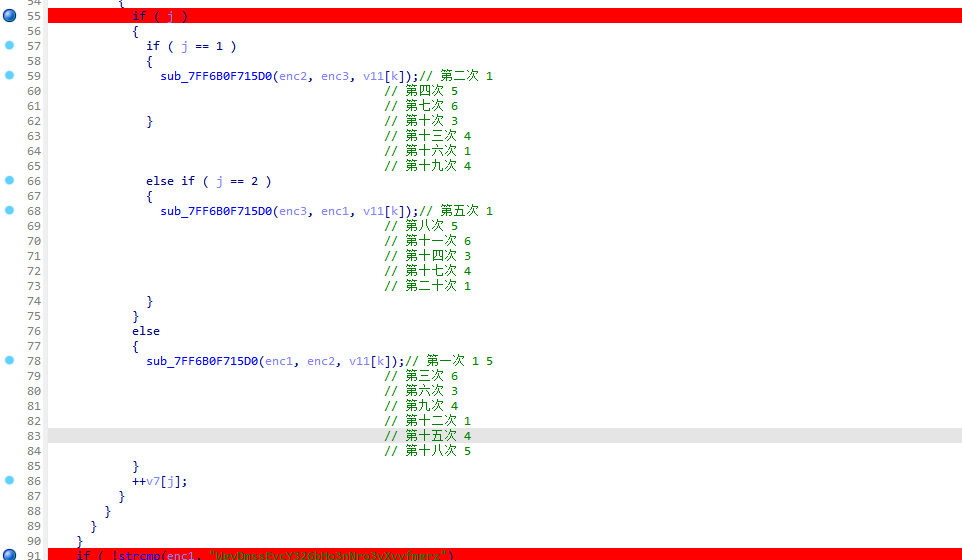 54 {
55 if ( j )
56 {
57 if ( j == 1 )
58 {
59 sub_7FF6B0F715D0(enc2, enc3, v11[k]);// 第二次 1
60 // 第四次 5
61 // 第七次 6
62 } // 第十次 3
63 // 第十三次 4
64 // 第十六次 1
65 // 第十九次 4
66 else if ( j == 2 )
67 {
68 sub_7FF6B0F715D0(enc3, enc1, v11[k]);// 第五次 1
69 // 第八次 5
70 // 第十一次 6
71 // 第十四次 3
72 // 第十七次 4
73 // 第二十次 1
74 }
75 }
76 else
77 {
78 sub_7FF6B0F715D0(enc1, enc2, v11[k]);// 第一次 1 5
79 // 第三次 6
80 // 第六次 3
81 // 第九次 4
82 // 第十二次 1
83 // 第十五次 4
84 // 第十八次 5
85 }
86 ++v7[j];
87 }
88 }
89 }
90 }
91 if ( !strcmp(enc1,